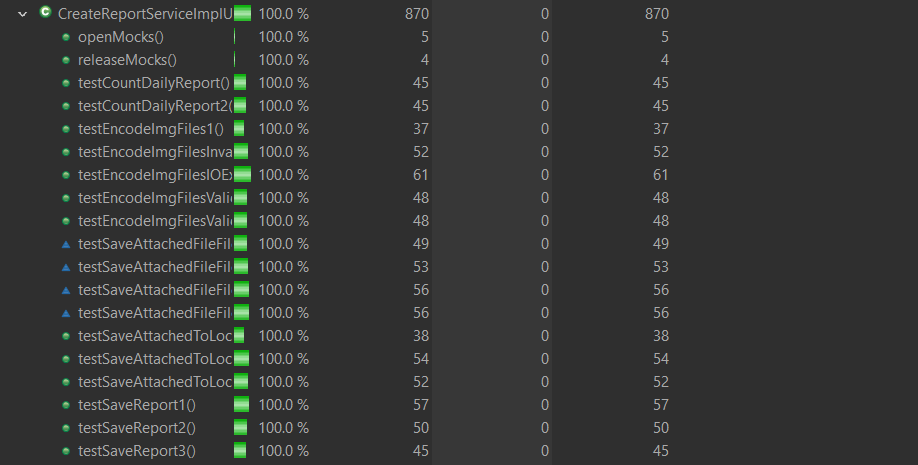 CreateReportServiceImplU 100.0 % 870 0 870
openMocks() 100.0 % 5 0 5
releaseMocks() 100.0 % 4 0 4
testCountDailyReport() 100.0 % 45 0 45
testCountDailyReport2( 100.0 % 45 0 45
testEncodeImgFiles1() 100.0 % 37 0 37
testEncodeImgFilesInva 100.0 % 52 0 52
testEncodeImgFilesIOEx 100.0 % 61 0 61
testEncodeImgFilesValid 100.0 % 48 0 48
testEncodeImgFilesValid 100.0 % 48 0 48
testSaveAttachedFileFil 100.0 % 49 0 49
testSaveAttachedFileFil 100.0 % 53 0 53
testSaveAttachedFileFil 100.0 % 56 0 56
testSaveAttachedFileFil 100.0 % 56 0 56
testSaveAttachedToLoc 100.0 % 38 0 38
testSaveAttachedToLoc 100.0 % 54 0 54
testSaveAttachedToLoc 100.0 % 52 0 52
testSaveReport1() 100.0 % 57 0 57
testSaveReport2() 100.0 % 50 0 50
testSaveReport3() 100.0 % 45 0 45